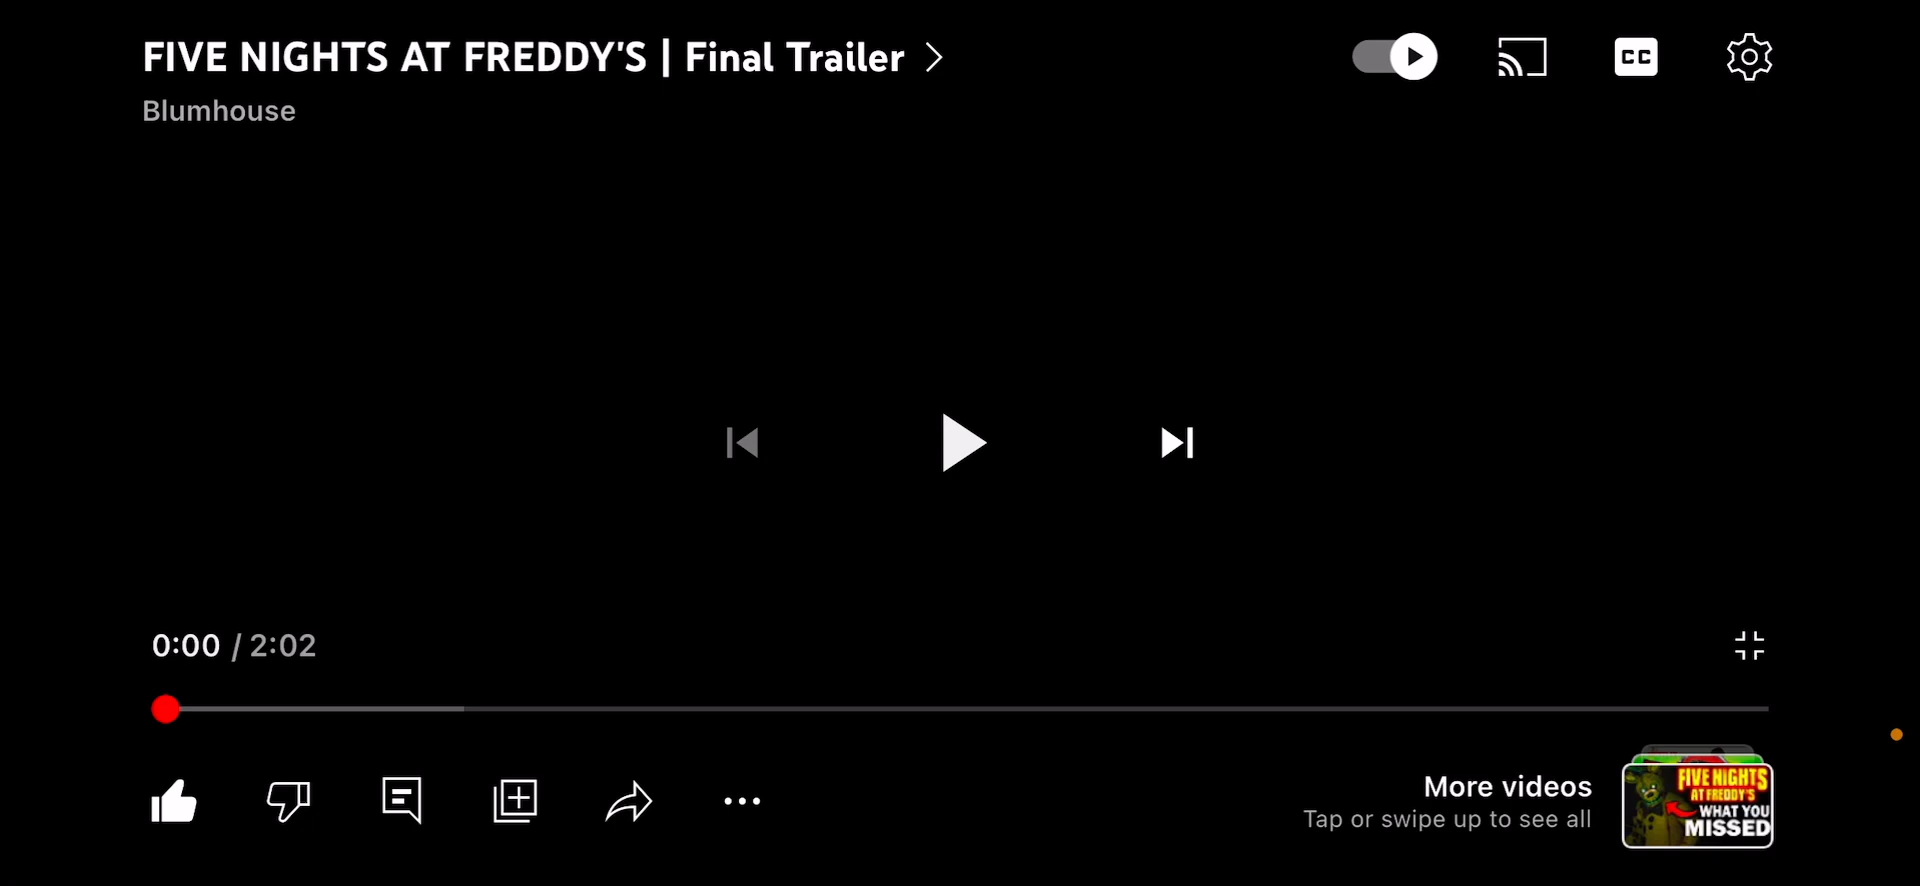 FIVE NIGHTS AT FREDDY'S | Final Trailer
Blumhouse
CC
0:00 / 2:02
More videos
Tap or swipe up to see all
FIVE NIGHTS
AT FREDDY'S
WHAT YOU
MISSED